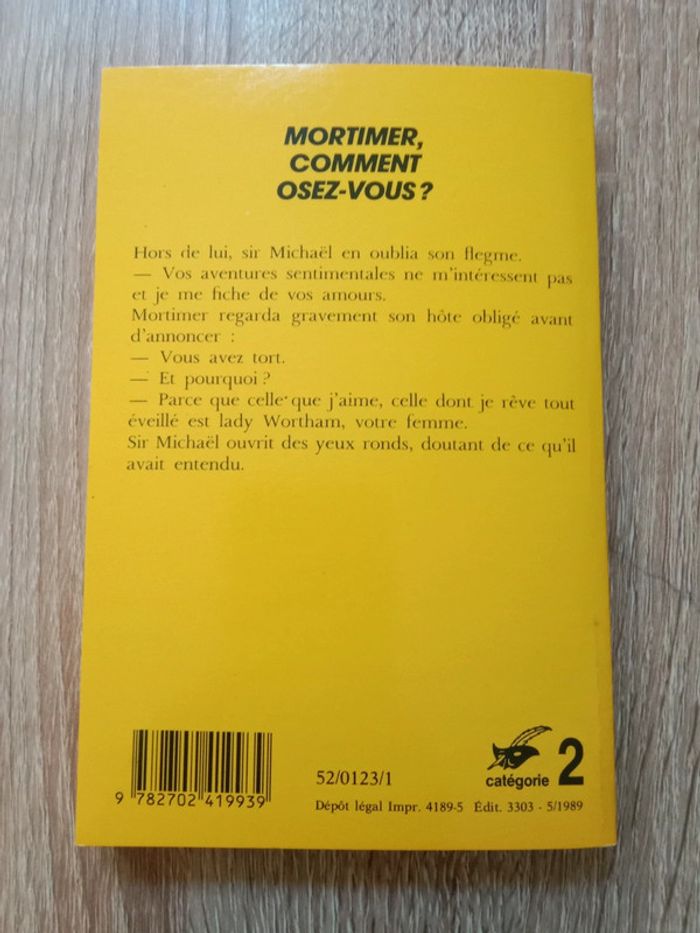 MORTIMER,
COMMENT
OSEZ-VOUS ?
Hors de lui, sir Michaël en oublia son flegme.
— Vos aventures sentimentales ne m'intéressent pas
et je me fiche de vos amours.
Mortimer regarda gravement son hôte obligé avant
d'annoncer :
— Vous avez tort.
— Et pourquoi ?
— Parce que celle que j'aime, celle dont je rêve tout
éveillé est lady Wortham, votre femme.
Sir Michaël ouvrit des yeux ronds, doutant de ce qu'il
avait entendu.
52/0123/1
catégorie 2
9 782702 419939
Dépôt légal Impr. 4189-5 Édit. 3303 - 5/1989